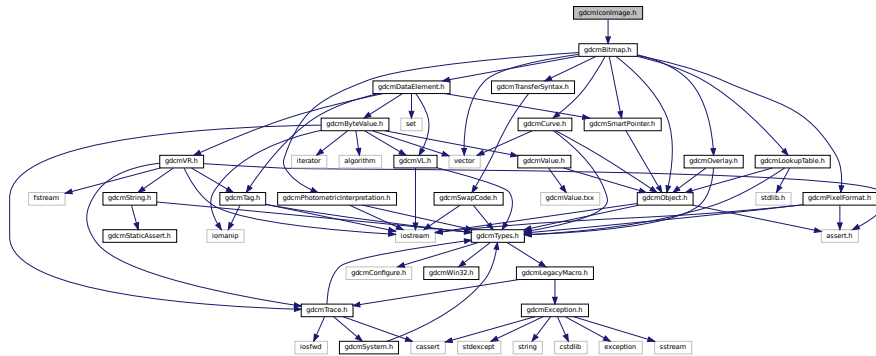 gdcmIconImage.h
gdcmBitmap.h
gdcmDataElement.h
gdcmTransferSyntax.h
gdcmByteValue.h
set
gdcmCurve.h
gdcmSmartPointer.h
gdcmVR.h
iterator
algorithm
gdcmVL.h
vector
gdcmValue.h
gdcmOverlay.h
gdcmLookupTable.h
fstream
gdcmString.h
gdcmTag.h
gdcmPhotometricInterpretation.h
gdcmSwapCode.h
gdcmValue.txx
gdcmObject.h
stdlib.h
gdcmPixelFormat.h
gdcmStaticAssert.h
iomanip
iostream
gdcmTypes.h
assert.h
gdcmConfigure.h
gdcmWin32.h
gdcmLegacyMacro.h
gdcmTrace.h
gdcmException.h
iosfwd
gdcmSystem.h
cassert
stdexcept
string
cstdlib
exception
sstream